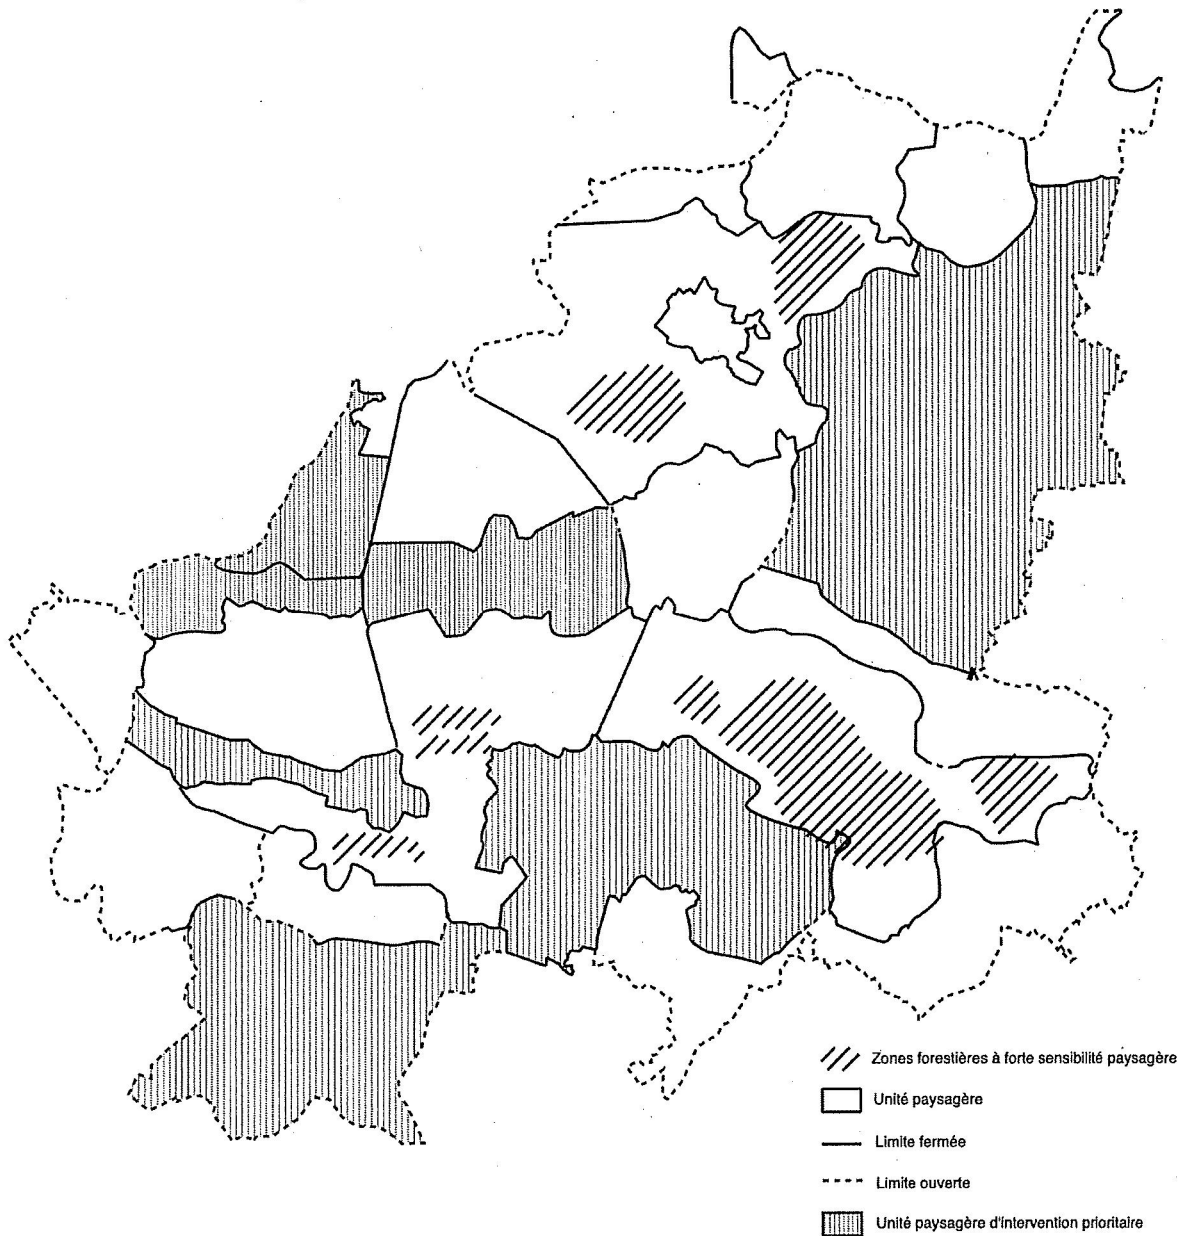 Zones forestières à forte sensibilité paysagère
Unité paysagère
Limite fermée
Limite ouverte
Unité paysagère d'intervention prioritaire